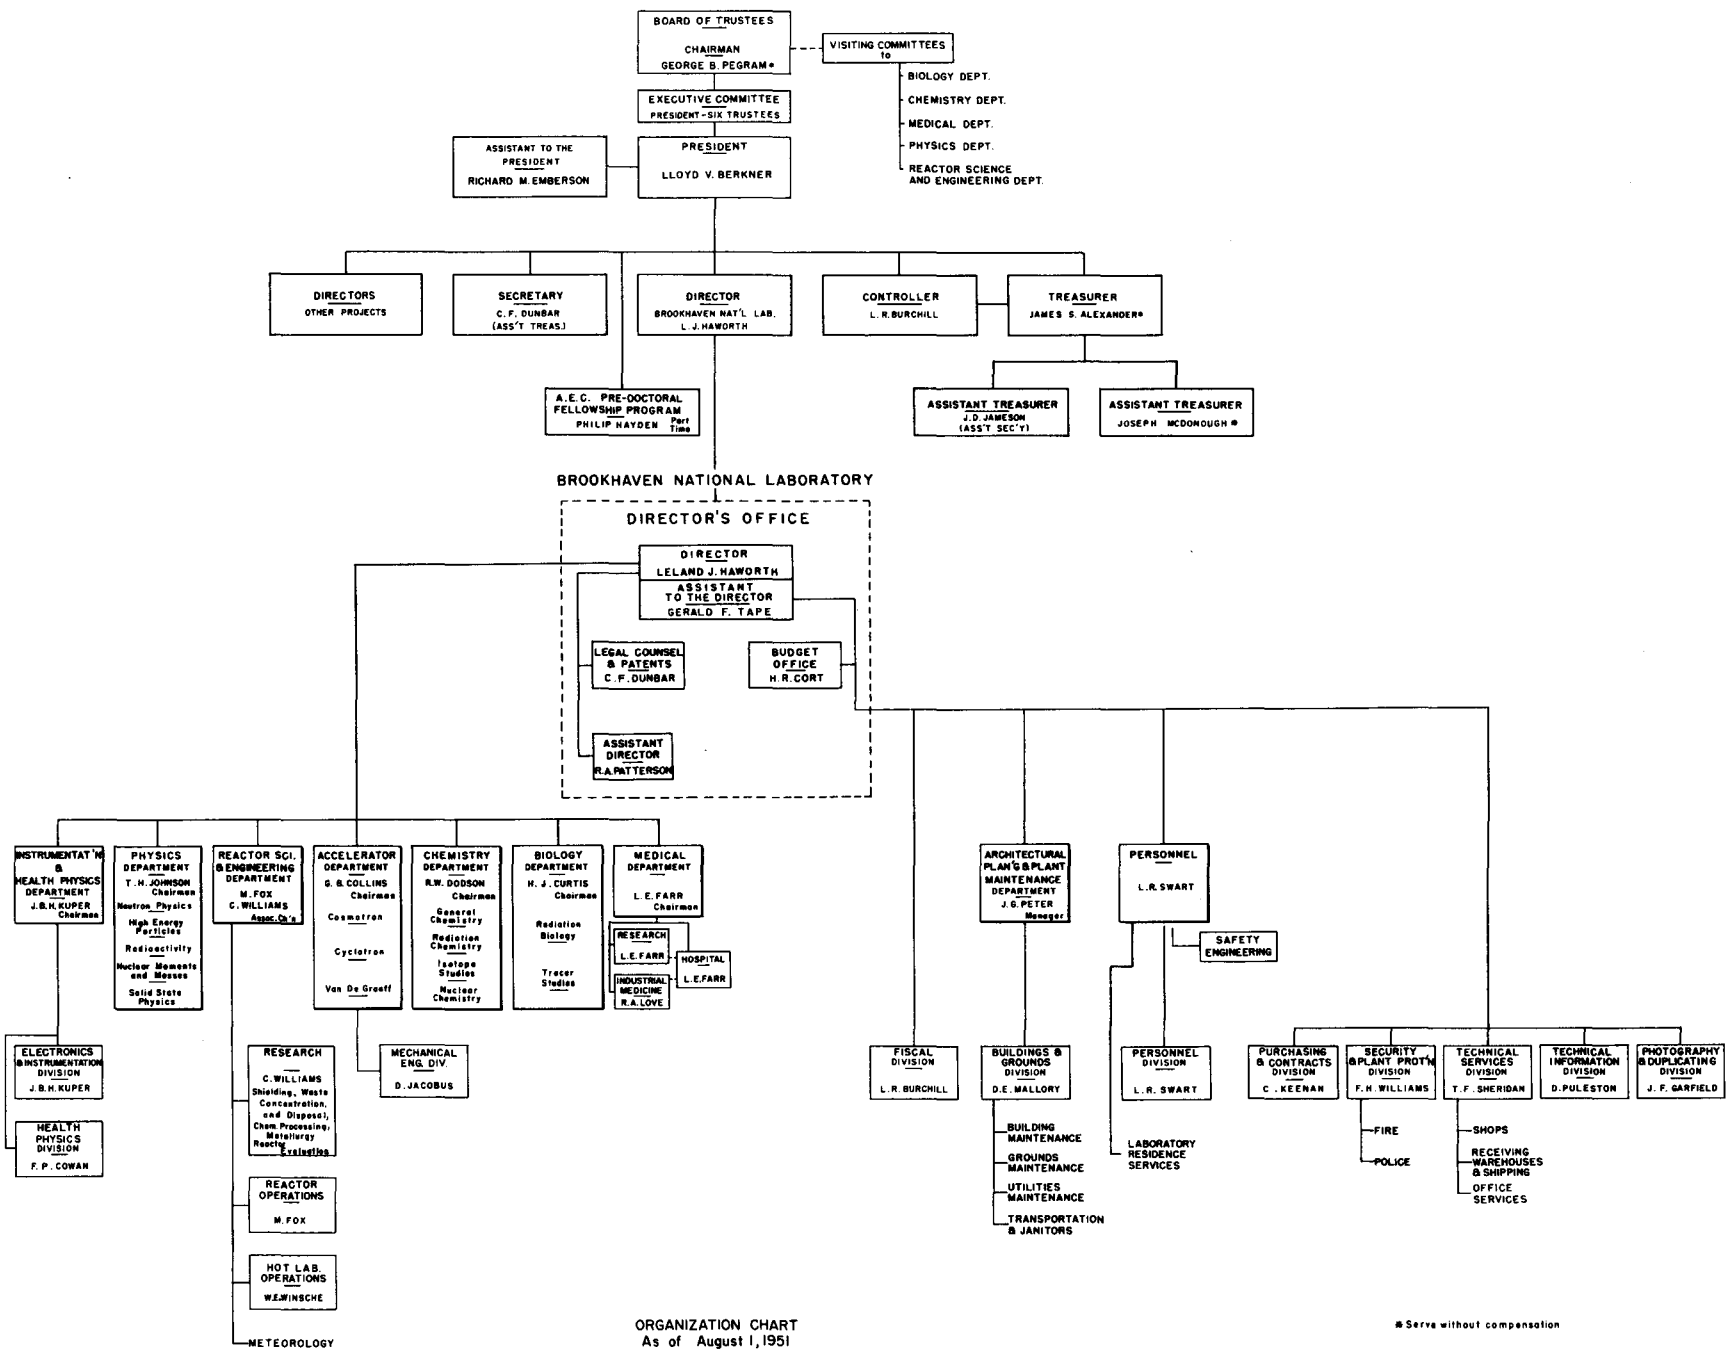 BOARD OF TRUSTEES
CHAIRMAN
GEORGE B. PEGRAM*
VISITING COMMITTEES
to
BIOLOGY DEPT.
CHEMISTRY DEPT.
MEDICAL DEPT.
PHYSICS DEPT.
REACTOR SCIENCE
AND ENGINEERING DEPT.
EXECUTIVE COMMITTEE
PRESIDENT-SIX TRUSTEES
ASSISTANT TO THE
PRESIDENT
RICHARD M. EMBERSON
PRESIDENT
LLOYD V. BERKNER
DIRECTORS
OTHER PROJECTS
SECRETARY
C. F. DUNBAR
(ASS'T TREAS.)
DIRECTOR
BROOKHAVEN NAT'L LAB.
L. J. HAWORTH
CONTROLLER
L. R. BURCHILL
TREASURER
JAMES S. ALEXANDER*
A.E.C. PRE-DOCTORAL
FELLOWSHIP PROGRAM
PHILIP HAYDEN Part
Time
ASSISTANT TREASURER
J.D. JAMESON
(ASS'T SEC'Y)
ASSISTANT TREASURER
JOSEPH MCDONOUGH *
BROOKHAVEN NATIONAL LABORATORY
DIRECTOR'S OFFICE
DIRECTOR
LELAND J. HAWORTH
ASSISTANT
TO THE DIRECTOR
GERALD F. TAPE
LEGAL COUNSEL
& PATENTS
C. F. DUNBAR
BUDGET
OFFICE
H. R. CORT
ASSISTANT
DIRECTOR
R.A. PATTERSON
INSTRUMENTAT'N
&
HEALTH PHYSICS
DEPARTMENT
J.B.H. KUPER
Chairman
PHYSICS
DEPARTMENT
T. H. JOHNSON
Chairman
Neutron Physics
High Energy
Particles
Radioactivity
Nuclear Moments
and Masses
Solid State
Physics
REACTOR SCI.
& ENGINEERING
DEPARTMENT
M. FOX
C. WILLIAMS
Assoc. Ch'n
ACCELERATOR
DEPARTMENT
G. B. COLLINS
Chairman
Cosmotron
Cyclotron
Van De Graaff
CHEMISTRY
DEPARTMENT
R.W. DODSON
Chairman
General
Chemistry
Radiation
Chemistry
Isotope
Studies
Nuclear
Chemistry
BIOLOGY
DEPARTMENT
H. J. CURTIS
Chairman
Radiation
Biology
Tracer
Studies
MEDICAL
DEPARTMENT
L. E. FARR
Chairman
RESEARCH
L.E. FARR
HOSPITAL
L.E. FARR
INDUSTRIAL
MEDICINE
R.A. LOVE
ARCHITECTURAL
PLAN'G & PLANT
MAINTENANCE
DEPARTMENT
J. G. PETER
Manager
PERSONNEL
L.R. SWART
SAFETY
ENGINEERING
ELECTRONICS
& INSTRUMENTATION
DIVISION
J. B. H. KUPER
HEALTH
PHYSICS
DIVISION
F. P. COWAN
RESEARCH
C. WILLIAMS
Shielding, Waste
Concentration,
and Disposal,
Chem. Processing,
Metallurgy
Reactor
Evaluation
REACTOR
OPERATIONS
M. FOX
HOT LAB.
OPERATIONS
W.E. WINSCHE
METEOROLOGY
MECHANICAL
ENG. DIV.
D. JACOBUS
FISCAL
DIVISION
L.R. BURCHILL
BUILDINGS &
GROUNDS
DIVISION
D. E. MALLORY
BUILDING
MAINTENANCE
GROUNDS
MAINTENANCE
UTILITIES
MAINTENANCE
TRANSPORTATION
& JANITORS
PERSONNEL
DIVISION
L. R. SWART
LABORATORY
RESIDENCE
SERVICES
PURCHASING
& CONTRACTS
DIVISION
C. KEENAN
SECURITY
& PLANT PROT'N
DIVISION
F. H. WILLIAMS
FIRE
POLICE
TECHNICAL
SERVICES
DIVISION
T. F. SHERIDAN
SHOPS
RECEIVING
WAREHOUSES
& SHIPPING
OFFICE
SERVICES
TECHNICAL
INFORMATION
DIVISION
D. PULESTON
PHOTOGRAPHY
& DUPLICATING
DIVISION
J. F. GARFIELD
ORGANIZATION CHART
As of August 1, 1951
* Serve without compensation